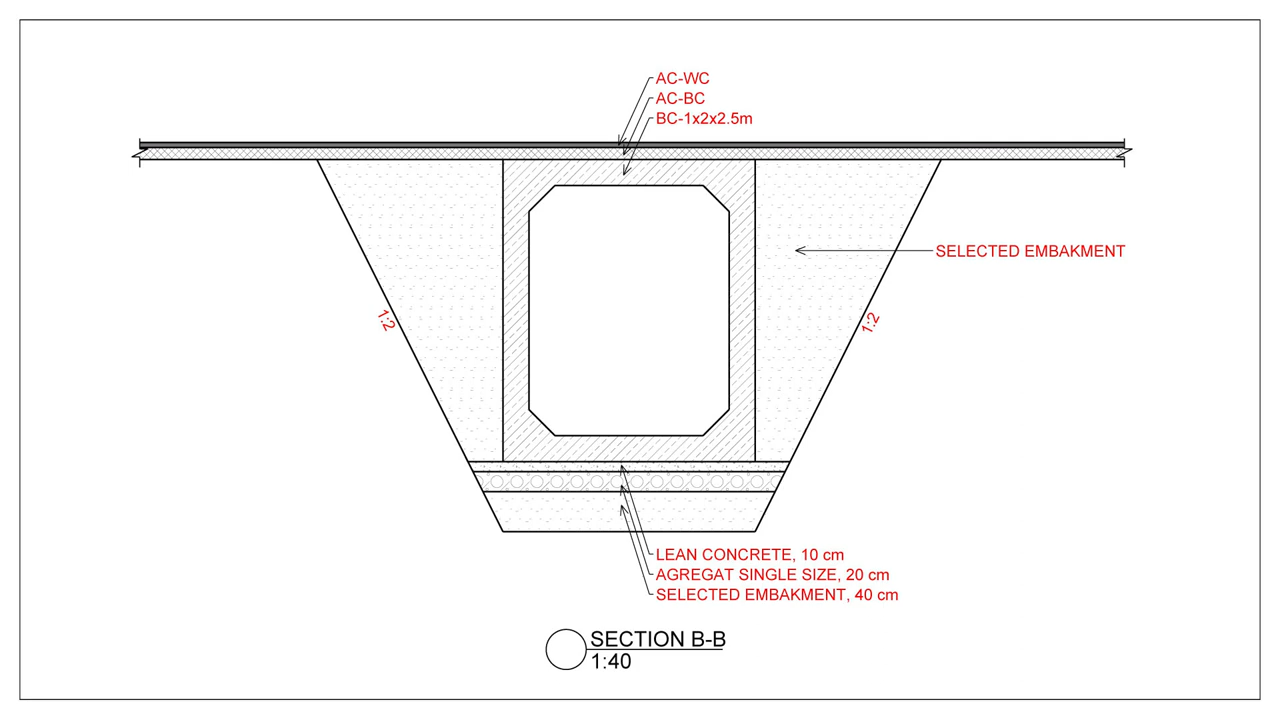 AC-WC
AC-BC
BC-1x2x2.5m
SELECTED EMBAKMENT
1:2
1:2
LEAN CONCRETE, 10 cm
AGREGAT SINGLE SIZE, 20 cm
SELECTED EMBAKMENT, 40 cm
SECTION B-B
1:40